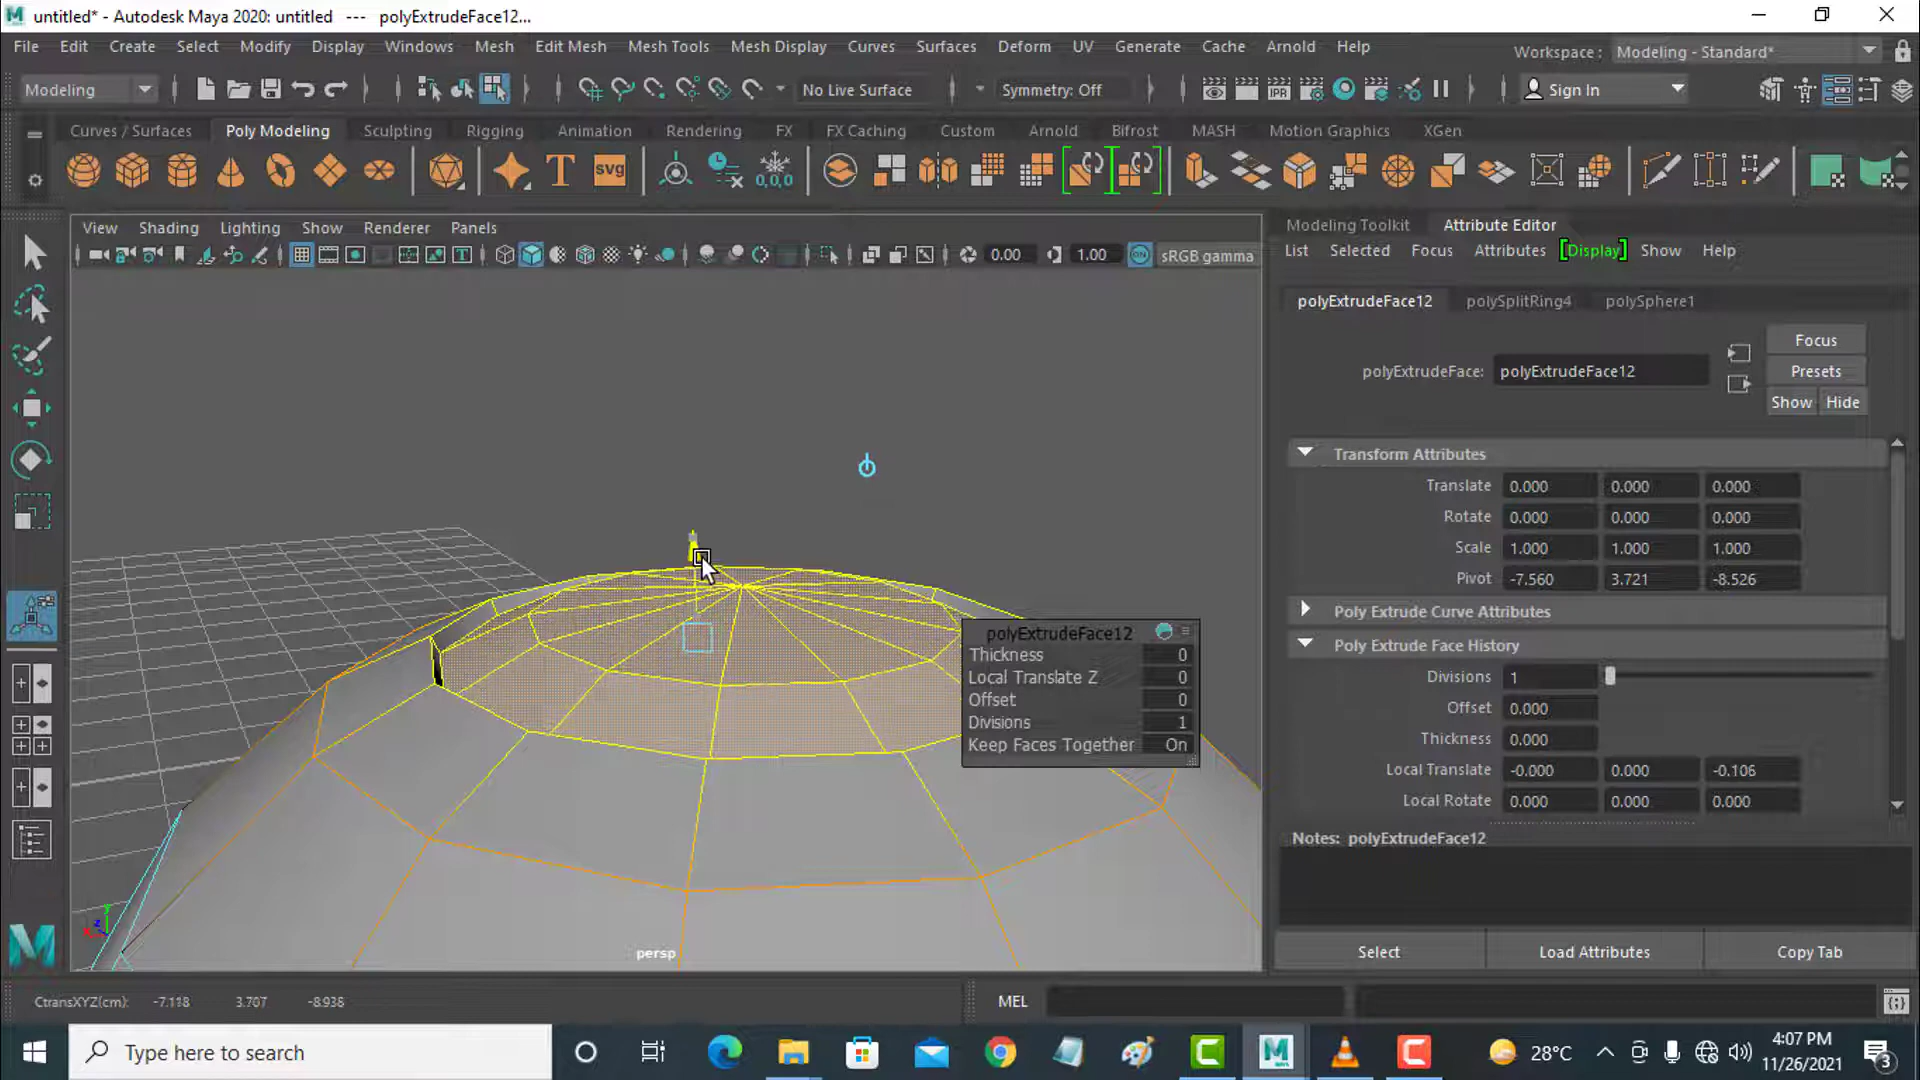 untitled* - Autodesk Maya 2020: untitled --- polyExtrudeFace12...
File Edit Create Select Modify Display Windows Mesh Edit Mesh Mesh Tools Mesh Display Curves Surfaces Deform UV Generate Cache Arnold Help
Workspace : Modeling - Standard*
Modeling No Live Surface Symmetry: Off IPR Sign In
Curves / Surfaces Poly Modeling Sculpting Rigging Animation Rendering FX FX Caching Custom Arnold Bifrost MASH Motion Graphics XGen
T svg 0,0,0
View Shading Lighting Show Renderer Panels
0.00 1.00 ON sRGB gamma
Modeling Toolkit Attribute Editor
List Selected Focus Attributes [Display] Show Help
polyExtrudeFace12 polySplitRing4 polySphere1
Focus
polyExtrudeFace: polyExtrudeFace12 Presets
Show Hide
Transform Attributes
Translate 0.000 0.000 0.000
Rotate 0.000 0.000 0.000
Scale 1.000 1.000 1.000
Pivot -7.560 3.721 -8.526
Poly Extrude Curve Attributes
Poly Extrude Face History
Divisions 1
Offset 0.000
Thickness 0.000
Local Translate -0.000 0.000 -0.106
Local Rotate 0.000 0.000 0.000
Notes: polyExtrudeFace12
Select Load Attributes Copy Tab
polyExtrudeFace12
Thickness 0
Local Translate Z 0
Offset 0
Divisions 1
Keep Faces Together On
persp
CtransXYZ(cm): -7.118 3.707 -8.938
MEL
Type here to search
28°C
4:07 PM
11/26/2021
3